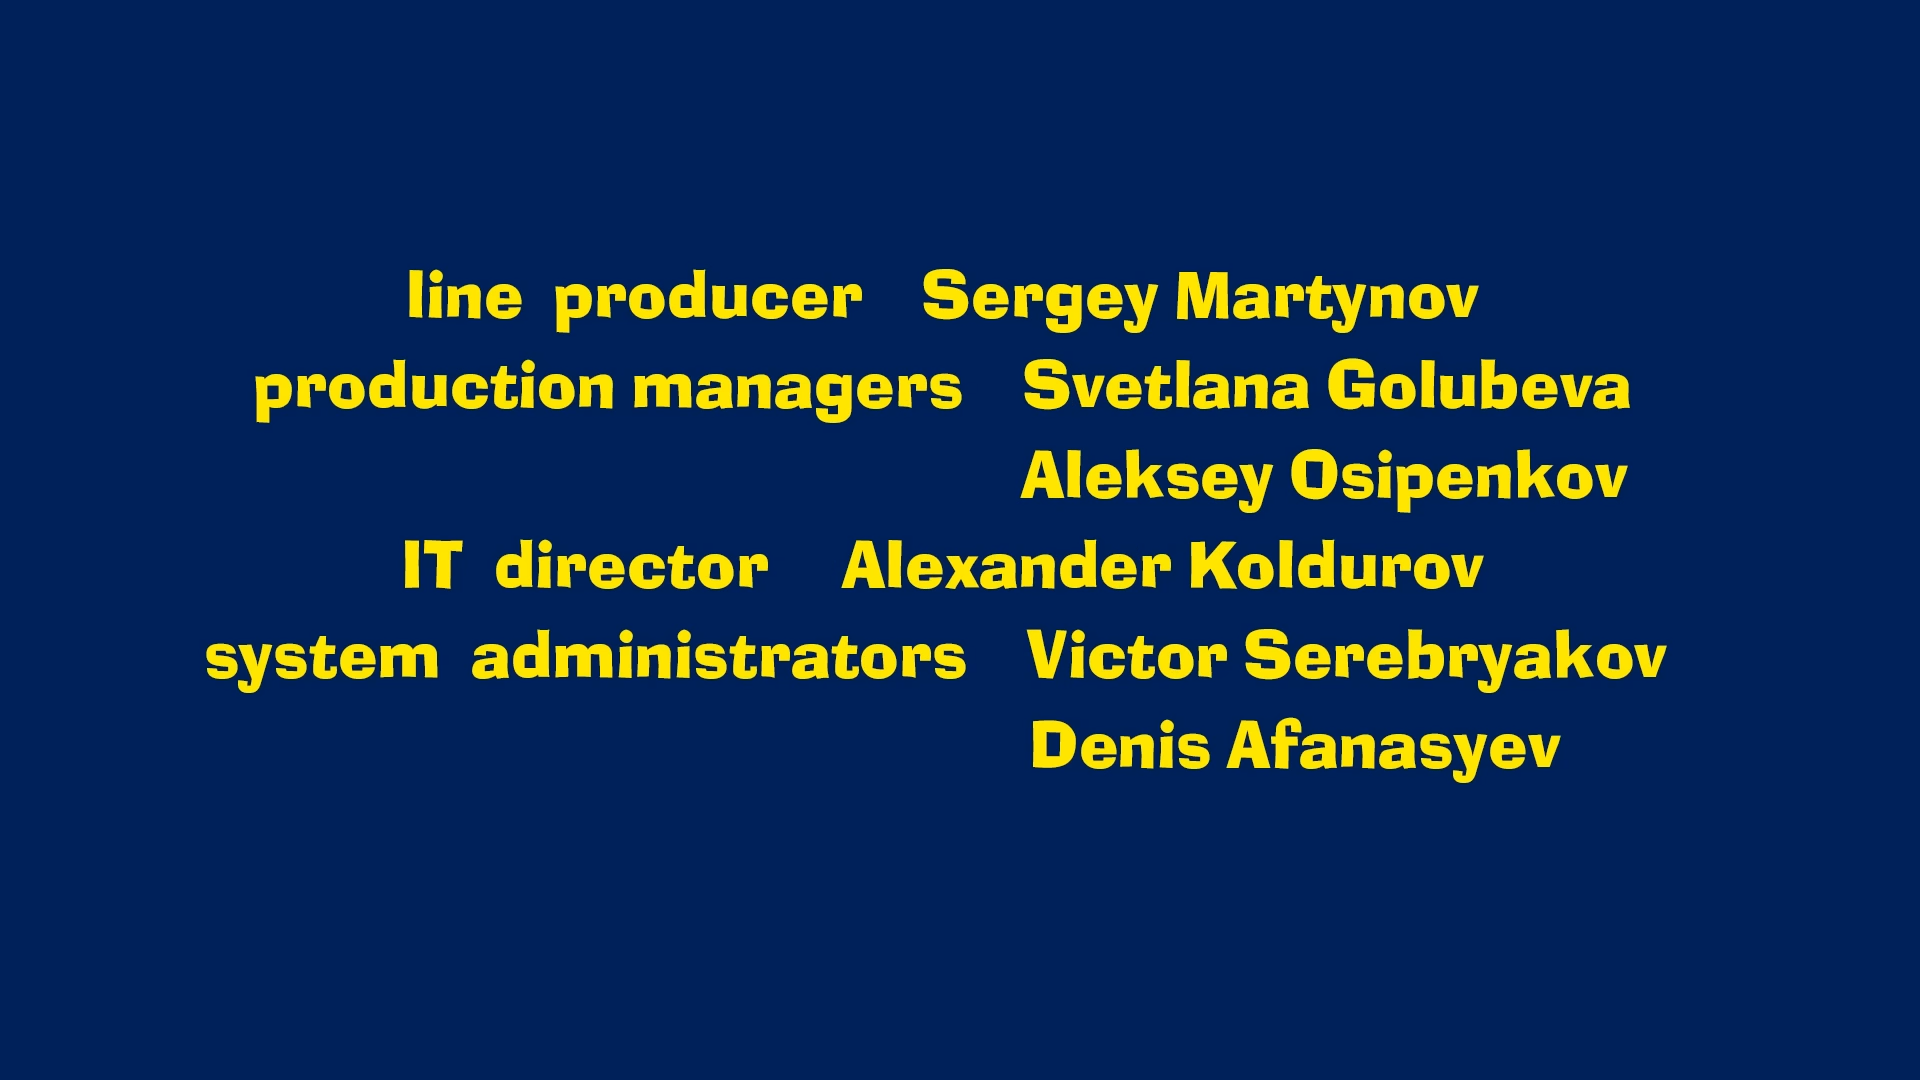 line producer Sergey Martynov
production managers Svetlana Golubeva
Aleksey Osipenkov
IT director Alexander Koldurov
system administrators Victor Serebryakov
Denis Afanasyev